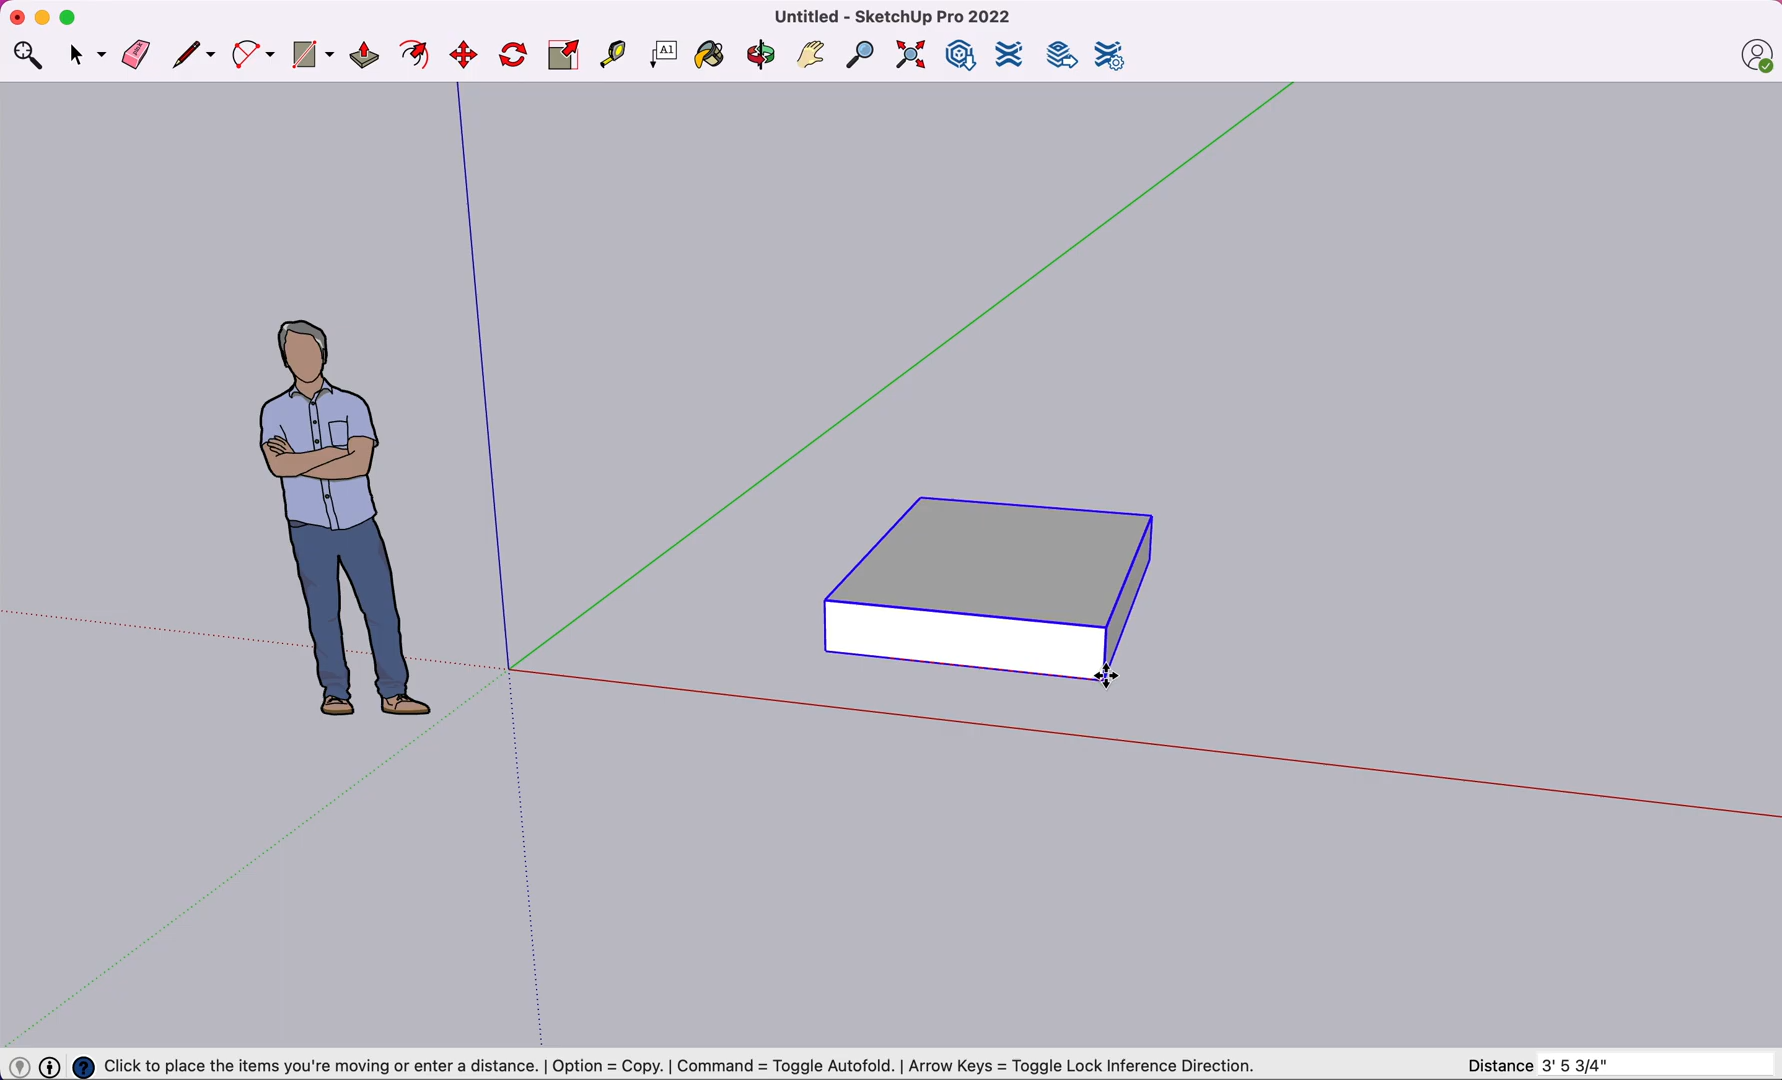 Untitled - SketchUp Pro 2022
A1
Click to place the items you're moving or enter a distance. | Option = Copy. | Command = Toggle Autofold. | Arrow Keys = Toggle Lock Inference Direction.
Distance 3' 5 3/4"